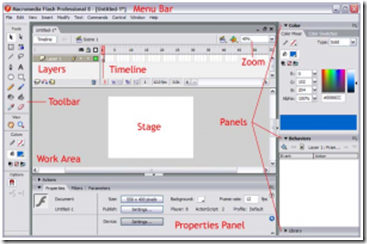 Macromedia Flash Professional 8 - [Untitled-1*]
Menu Bar
File Edit View Insert Modify Text Commands Control Window Help
Tools
Untitled-1*
Timeline
Scene 1
Zoom
Layers
Timeline
Toolbar
View
Colors
Options
Stage
Work Area
Panels
Color
Color Mixer
Color Swatches
Type: Solid
R: 0
G:
B: 204
Alpha: 100%
Behaviors
Event
Action
Library
Actions
Properties Filters Parameters
Document
Untitled-1
Size: 550 x 400 pixels
Background:
Frame rate: 12 fps
Publish: Settings...
Player: 8
ActionScript: 2
Profile: Default
Device: Settings...
Properties Panel